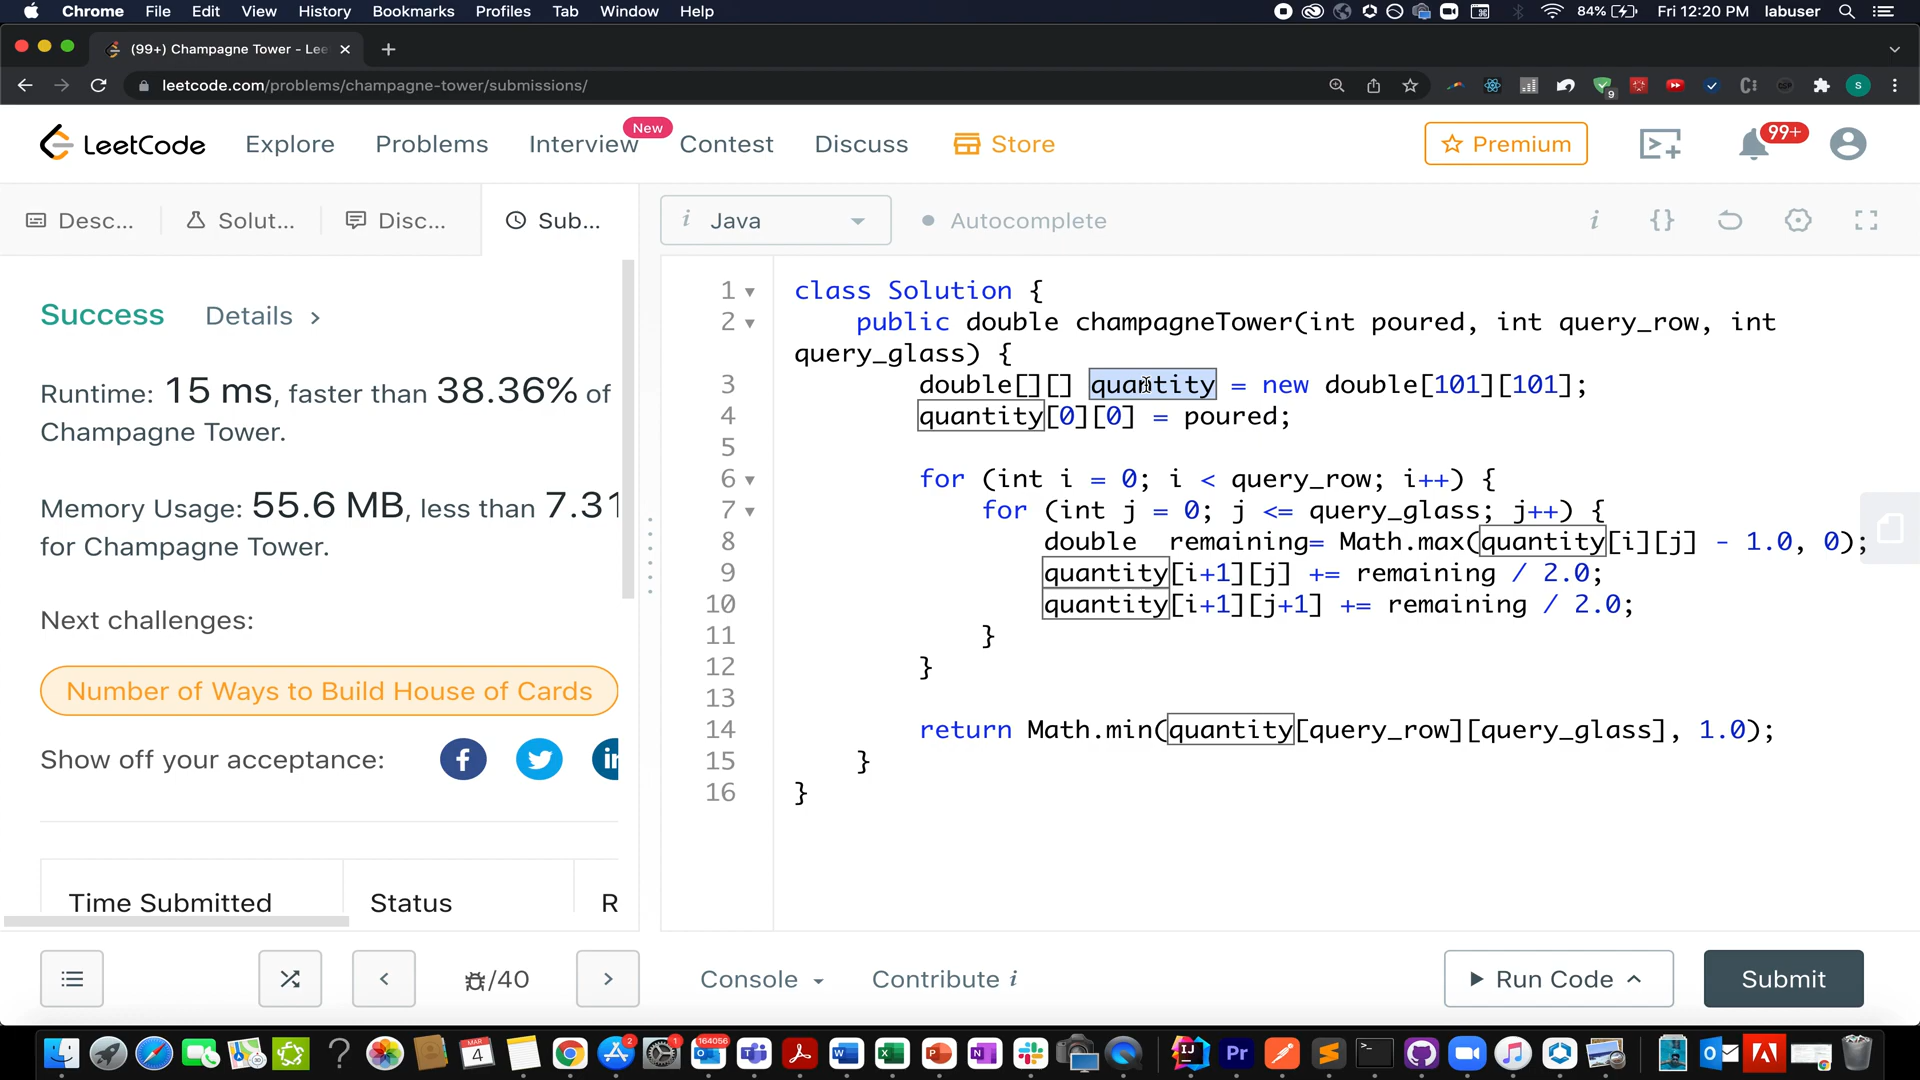 Chrome File Edit View History Bookmarks Profiles Tab Window Help 84% Fri 12:20 PM labuser
(99+) Champagne Tower - Lee
leetcode.com/problems/champagne-tower/submissions/
9 S
LeetCode Explore Problems Interview New Contest Discuss Store Premium 99+
Desc... Solut... Disc... Sub... i Java Autocomplete
Success Details >
Runtime: 15 ms, faster than 38.36% of
Champagne Tower.
Memory Usage: 55.6 MB, less than 7.31
for Champagne Tower.
Next challenges:
Number of Ways to Build House of Cards
Show off your acceptance:
Time Submitted Status R
1 class Solution {
2 public double champagneTower(int poured, int query_row, int
query_glass) {
3 double[][] quantity = new double[101][101];
4 quantity[0][0] = poured;
5
6 for (int i = 0; i < query_row; i++) {
7 for (int j = 0; j <= query_glass; j++) {
8 double  remaining= Math.max(quantity[i][j] - 1.0, 0);
9 quantity[i+1][j] += remaining / 2.0;
10 quantity[i+1][j+1] += remaining / 2.0;
11 }
12 }
13
14 return Math.min(quantity[query_row][query_glass], 1.0);
15 }
16 }
/40 Console Contribute i Run Code Submit
MAR 4 2 1 164056